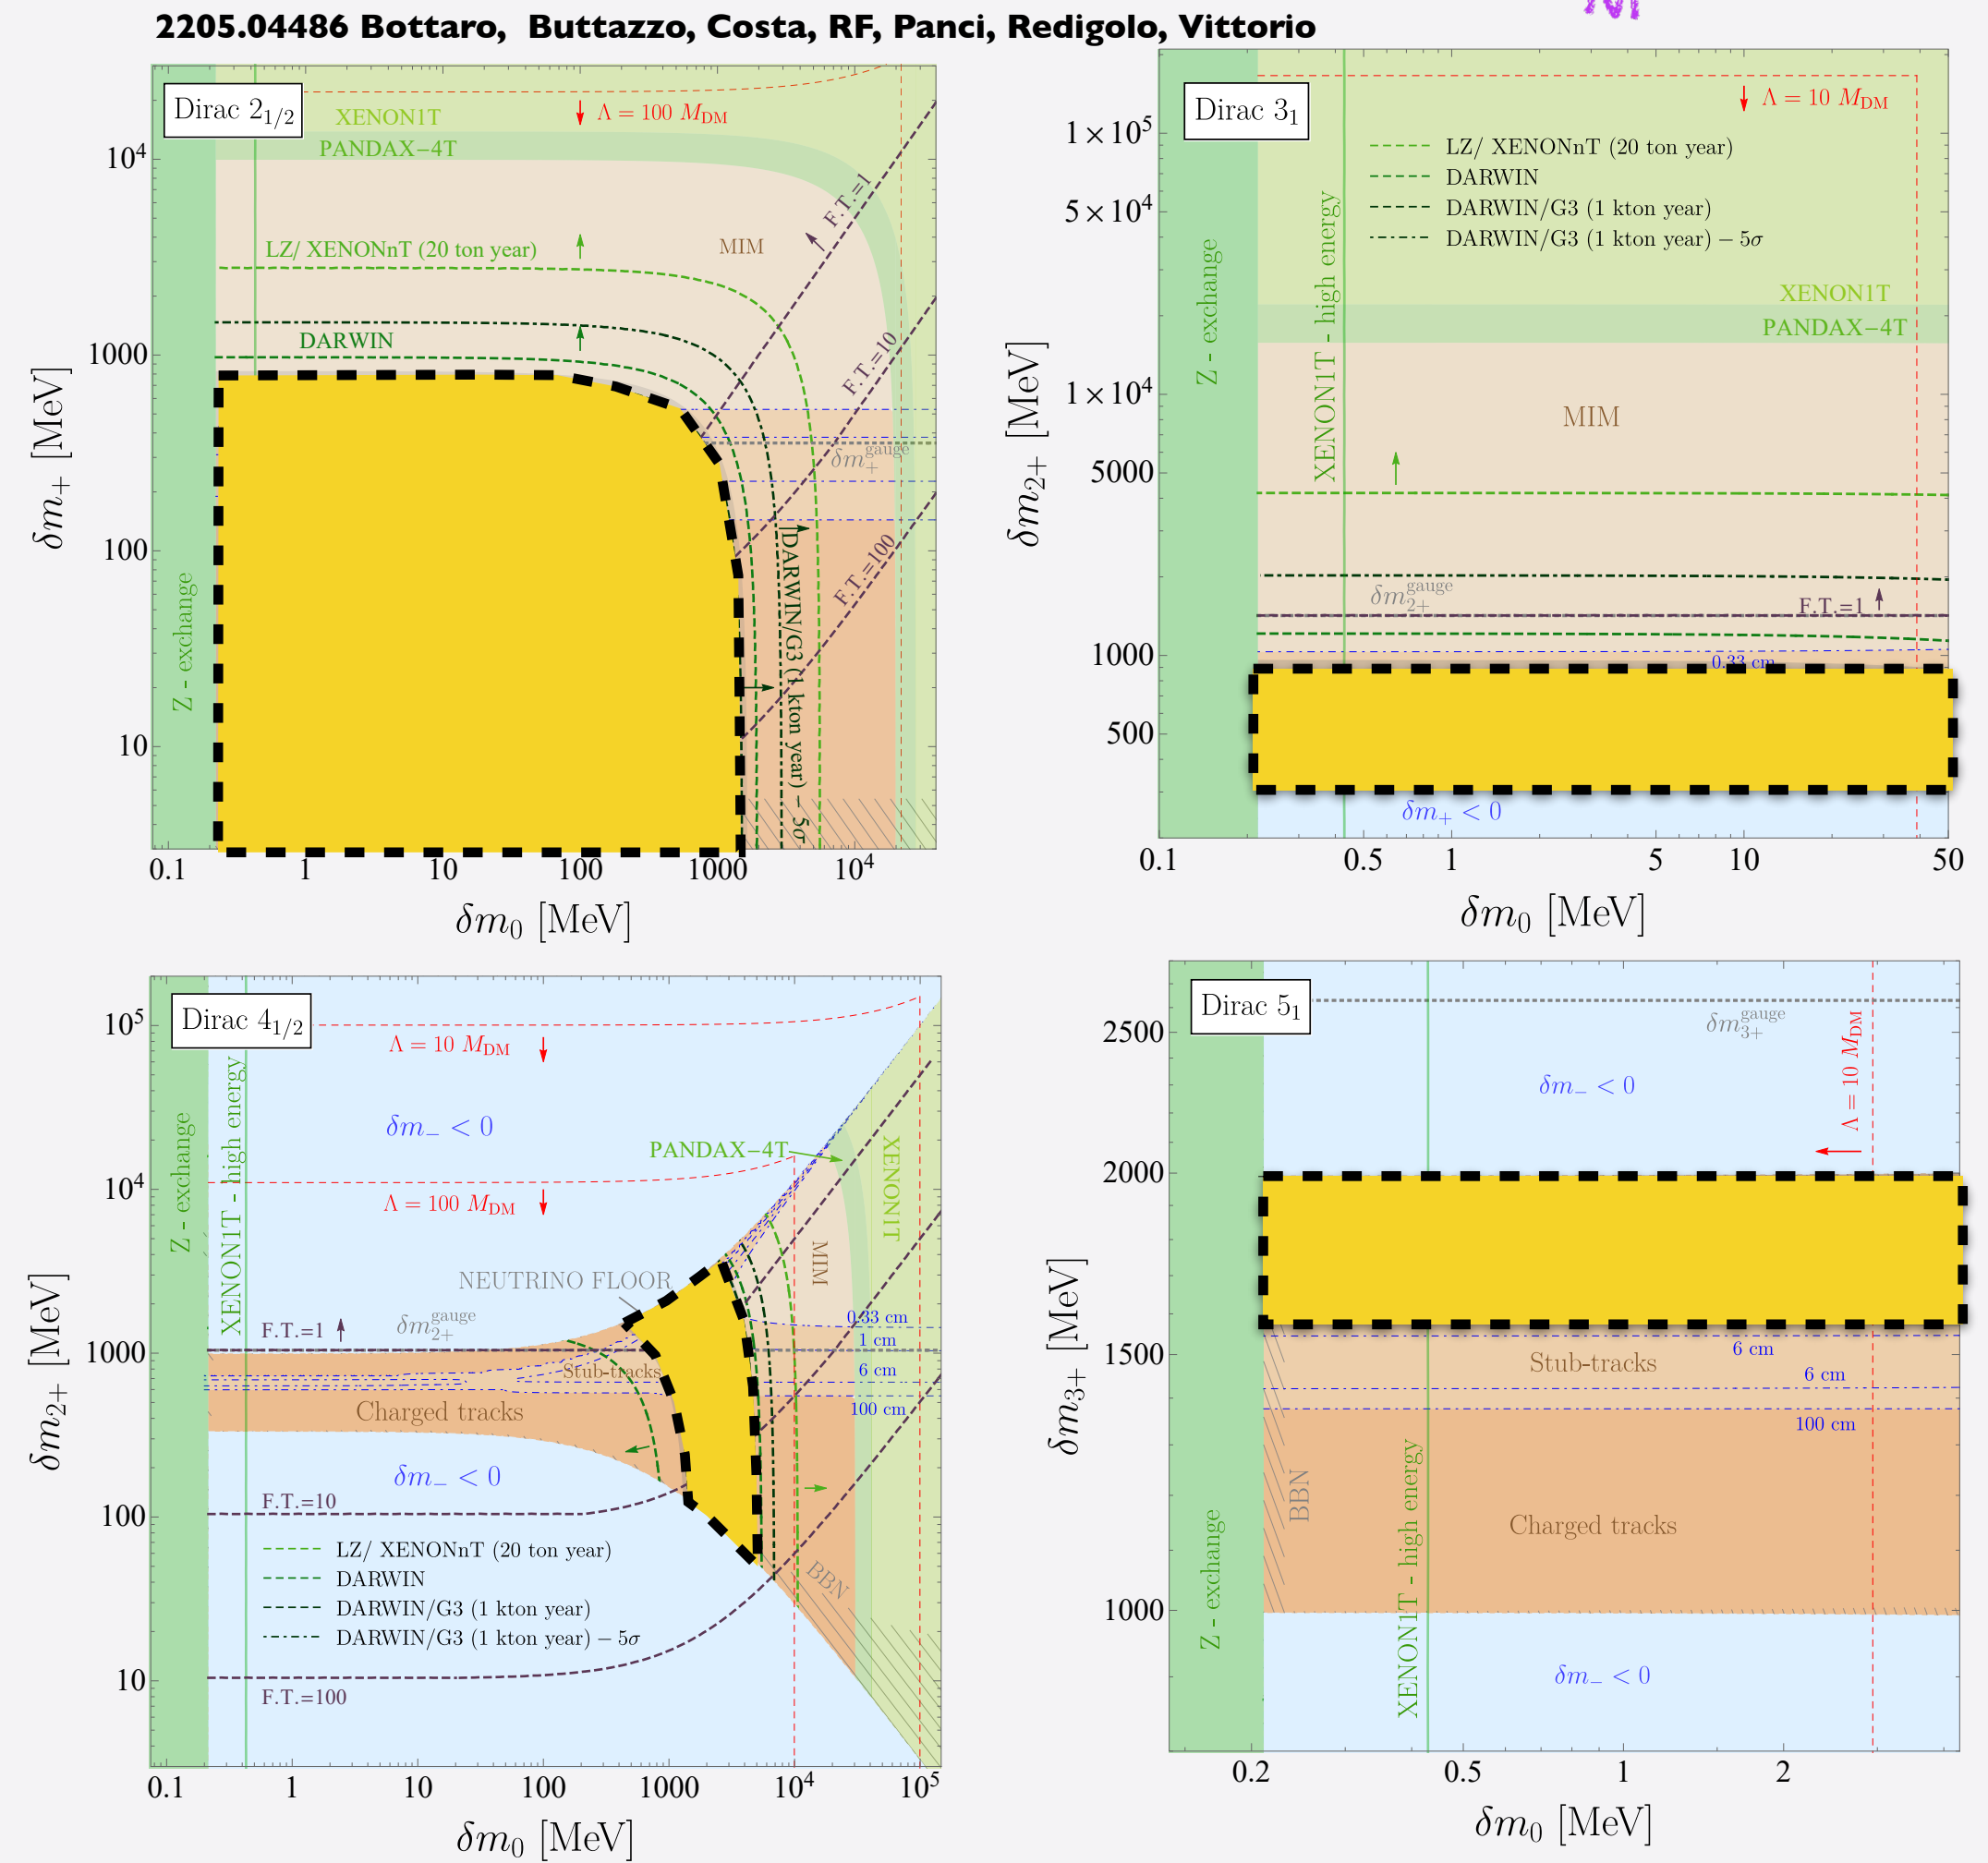 2205.04486 Bottaro, Buttazzo, Costa, RF, Panci, Redigolo, Vittorio
Dirac 2_{1/2}
Λ = 100 M_DM
XENON1T
PANDAX−4T
MIM
F.T.=1
LZ/ XENONnT (20 ton year)
DARWIN
F.T.=10
δm_+^gauge
F.T.=100
DARWIN/G3 (1 kton year) − 5σ
Z - exchange
10^4
1000
100
10
δm_+ [MeV]
0.1 1 10 100 1000 10^4
δm_0 [MeV]
Dirac 3_1
Λ = 10 M_DM
LZ/ XENONnT (20 ton year)
DARWIN
DARWIN/G3 (1 kton year)
DARWIN/G3 (1 kton year) − 5σ
Z - exchange
XENON1T - high energy
XENON1T
PANDAX−4T
MIM
δm_{2+}^gauge
F.T.=1
0.33 cm
δm_+ < 0
1×10^5
5×10^4
1×10^4
5000
1000
500
δm_{2+} [MeV]
0.1 0.5 1 5 10 50
δm_0 [MeV]
Dirac 4_{1/2}
Λ = 10 M_DM
δm_− < 0
PANDAX−4T
Λ = 100 M_DM
XENON1T
MIM
Z - exchange
XENON1T - high energy
NEUTRINO FLOOR
F.T.=1
δm_{2+}^gauge
0.33 cm
1 cm
Stub-tracks
6 cm
Charged tracks
100 cm
δm_− < 0
F.T.=10
LZ/ XENONnT (20 ton year)
DARWIN
DARWIN/G3 (1 kton year)
DARWIN/G3 (1 kton year) − 5σ
BBN
F.T.=100
10^5
10^4
1000
100
10
δm_{2+} [MeV]
0.1 1 10 100 1000 10^4 10^5
δm_0 [MeV]
Dirac 5_1
δm_{3+}^gauge
Λ = 10 M_DM
δm_− < 0
6 cm
Stub-tracks
6 cm
100 cm
BBN
Charged tracks
Z - exchange
XENON1T - high energy
δm_− < 0
2500
2000
1500
1000
δm_{3+} [MeV]
0.2 0.5 1 2
δm_0 [MeV]